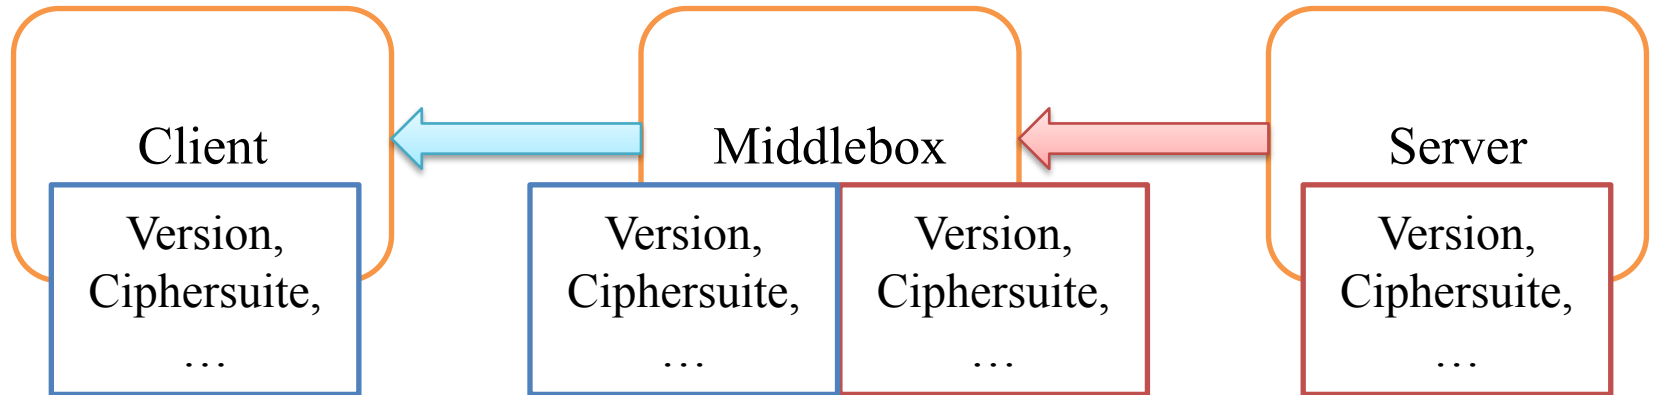 Client
Middlebox
Server
Version,
Ciphersuite,
…
Version,
Ciphersuite,
…
Version,
Ciphersuite,
…
Version,
Ciphersuite,
…